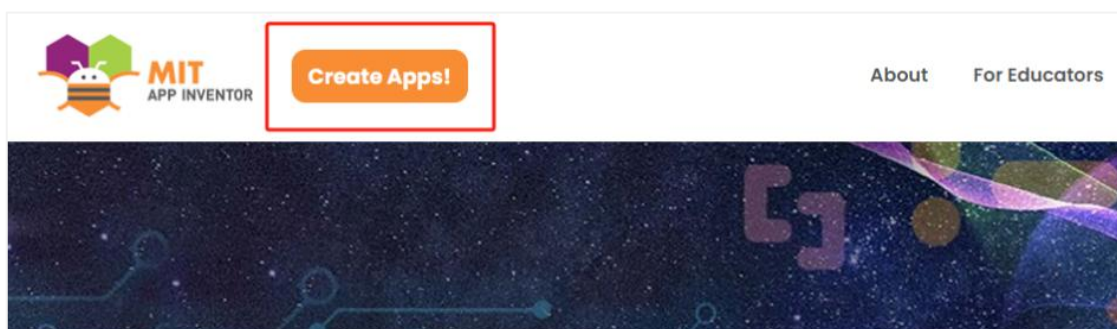 MIT
APP INVENTOR
Create Apps!
About
For Educators